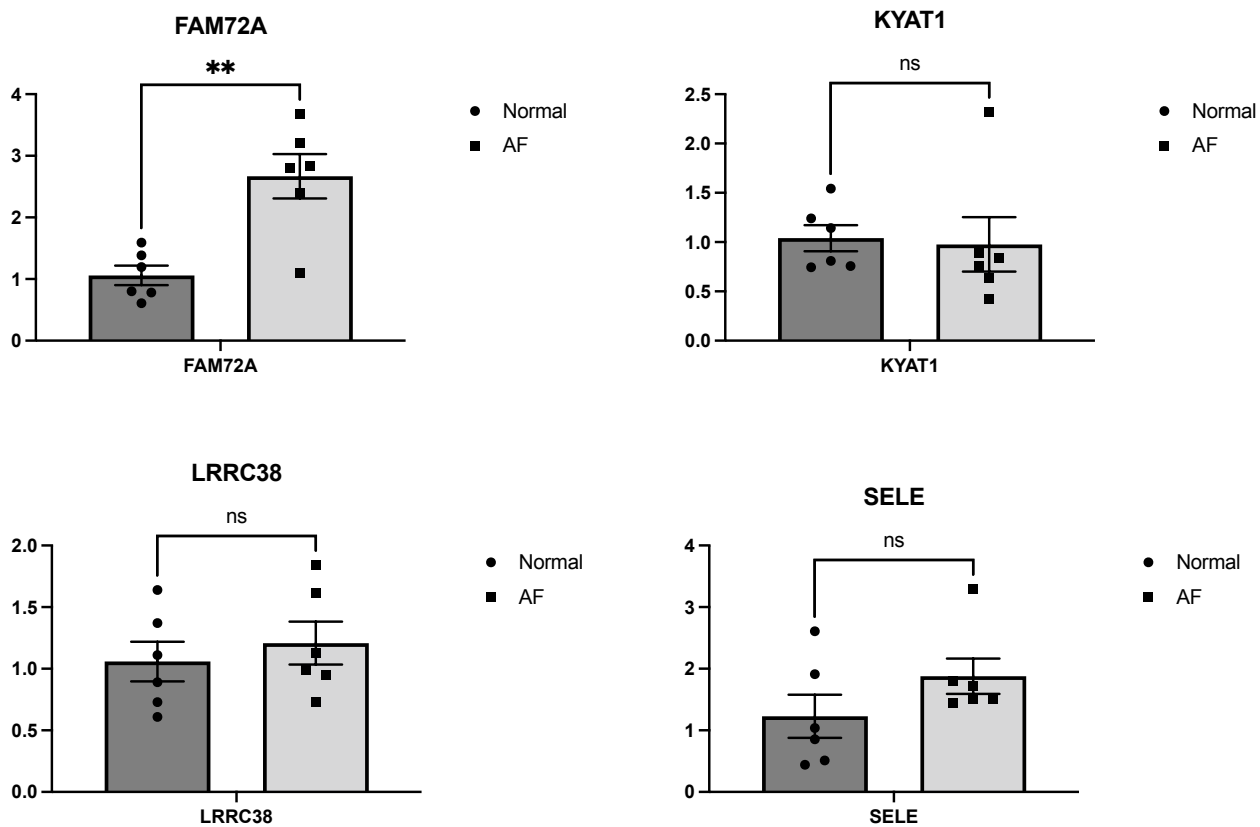 FAM72A
**
4
3
2
1
0
Normal
AF
FAM72A
KYAT1
ns
2.5
2.0
1.5
1.0
0.5
0.0
Normal
AF
KYAT1
LRRC38
ns
2.0
1.5
1.0
0.5
0.0
Normal
AF
LRRC38
SELE
ns
4
3
2
1
0
Normal
AF
SELE